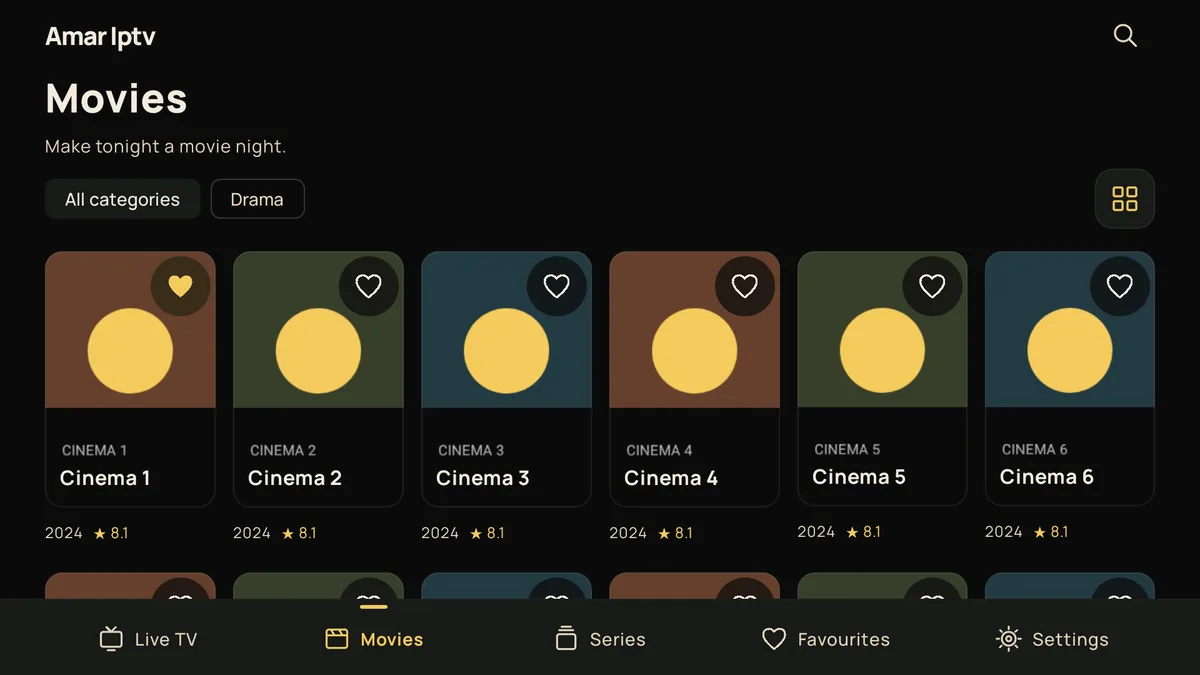 Amar Iptv
Movies
Make tonight a movie night.
All categories
Drama
CINEMA 1
Cinema 1
2024 ★ 8.1
CINEMA 2
Cinema 2
2024 ★ 8.1
CINEMA 3
Cinema 3
2024 ★ 8.1
CINEMA 4
Cinema 4
2024 ★ 8.1
CINEMA 5
Cinema 5
2024 ★ 8.1
CINEMA 6
Cinema 6
2024 ★ 8.1
Live TV
Movies
Series
Favourites
Settings